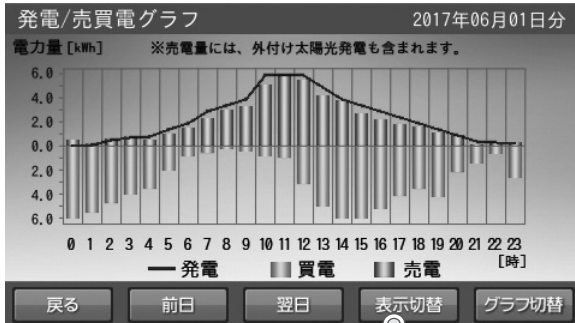 発電/売買電グラフ 2017年06月01日分
電力量[kWh] ※売電量には、外付け太陽光発電も含まれます。
6.0
4.0
2.0
0.0
2.0
4.0
6.0
0 1 2 3 4 5 6 7 8 9 10 11 12 13 14 15 16 17 18 19 20 21 22 23
[時]
発電 買電 売電
戻る 前日 翌日 表示切替 グラフ切替